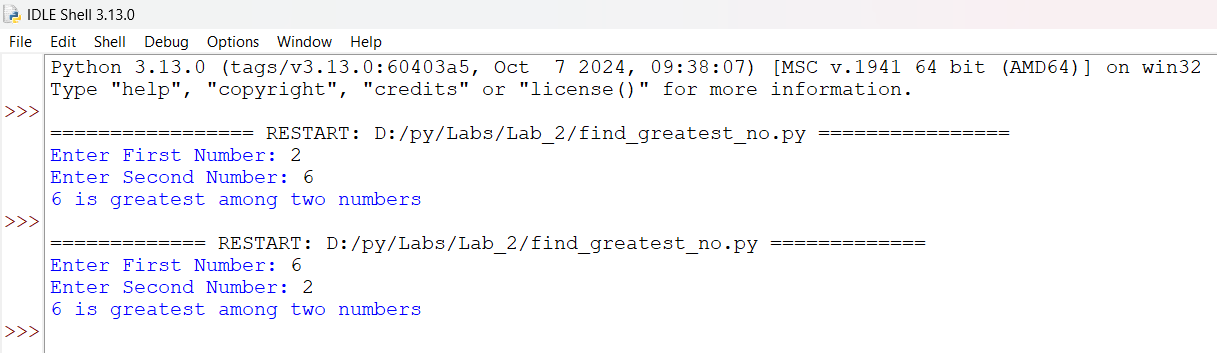 IDLE Shell 3.13.0
File Edit Shell Debug Options Window Help
Python 3.13.0 (tags/v3.13.0:60403a5, Oct  7 2024, 09:38:07) [MSC v.1941 64 bit (AMD64)] on win32
Type "help", "copyright", "credits" or "license()" for more information.
>>>
================= RESTART: D:/py/Labs/Lab_2/find_greatest_no.py ================
Enter First Number: 2
Enter Second Number: 6
6 is greatest among two numbers
>>>
============= RESTART: D:/py/Labs/Lab_2/find_greatest_no.py =============
Enter First Number: 6
Enter Second Number: 2
6 is greatest among two numbers
>>>